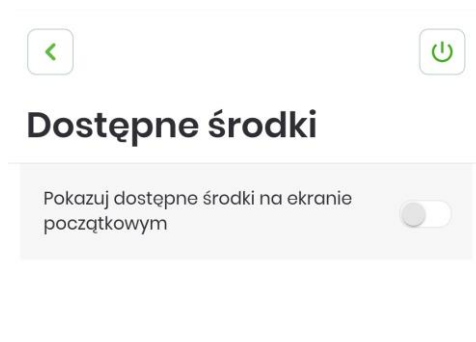 Dostępne środki
Pokazuj dostępne środki na ekranie
początkowym